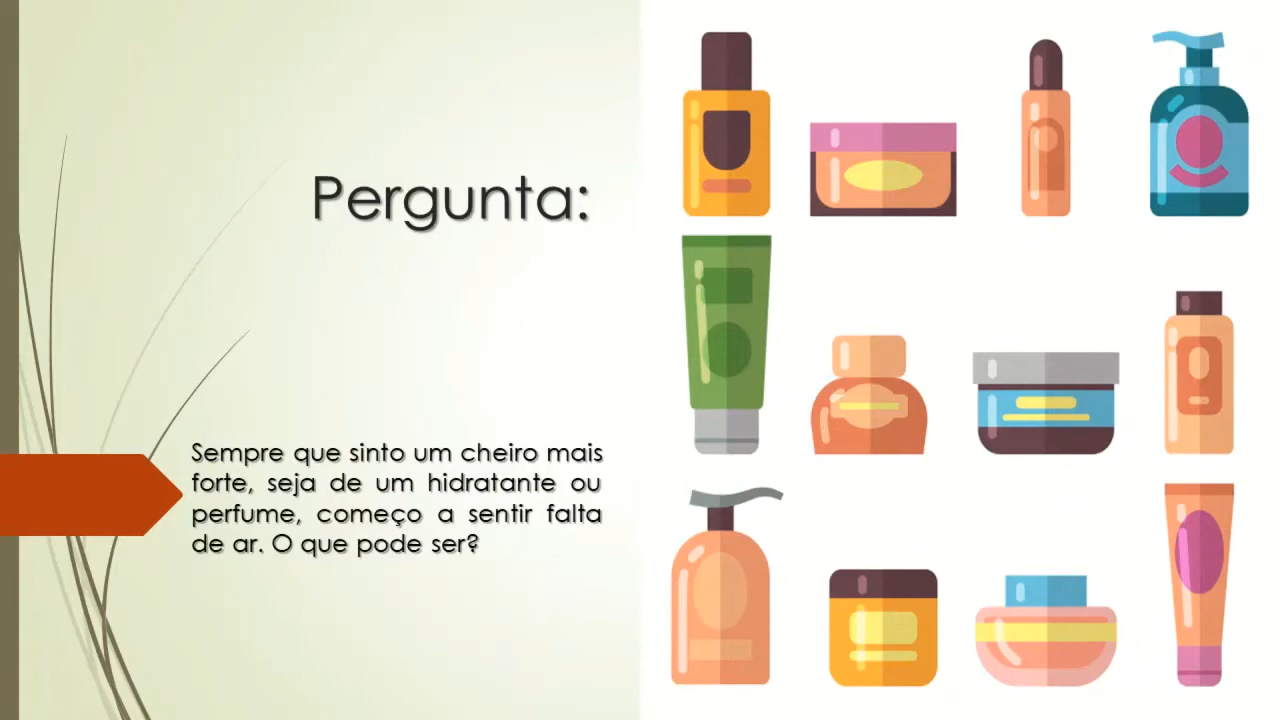 Pergunta:
Sempre que sinto um cheiro mais
forte, seja de um hidratante ou
perfume, começo a sentir falta
de ar. O que pode ser?